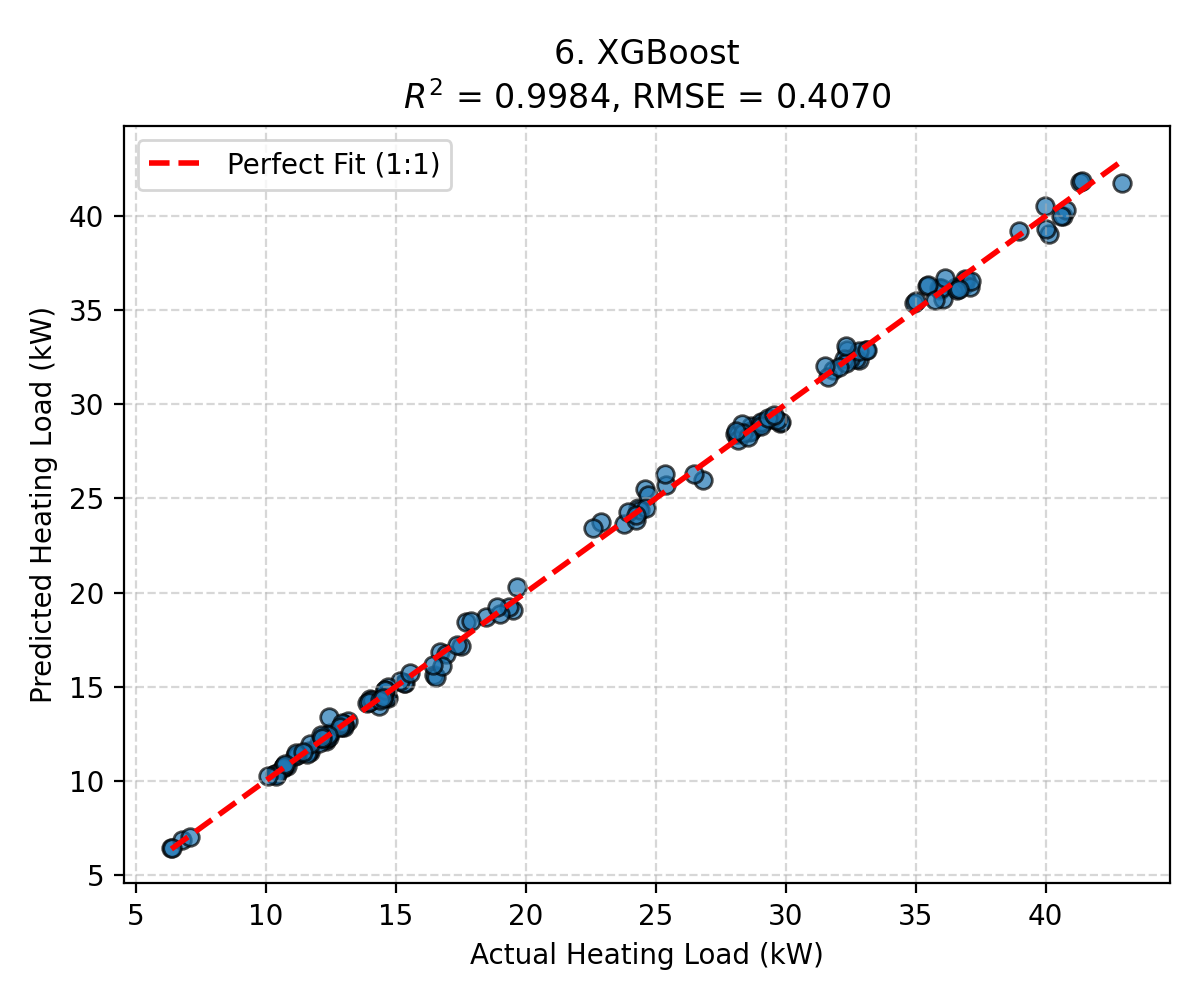 6. XGBoost
R² = 0.9984, RMSE = 0.4070
Perfect Fit (1:1)
Predicted Heating Load (kW)
40
35
30
25
20
15
10
5
5 10 15 20 25 30 35 40
Actual Heating Load (kW)